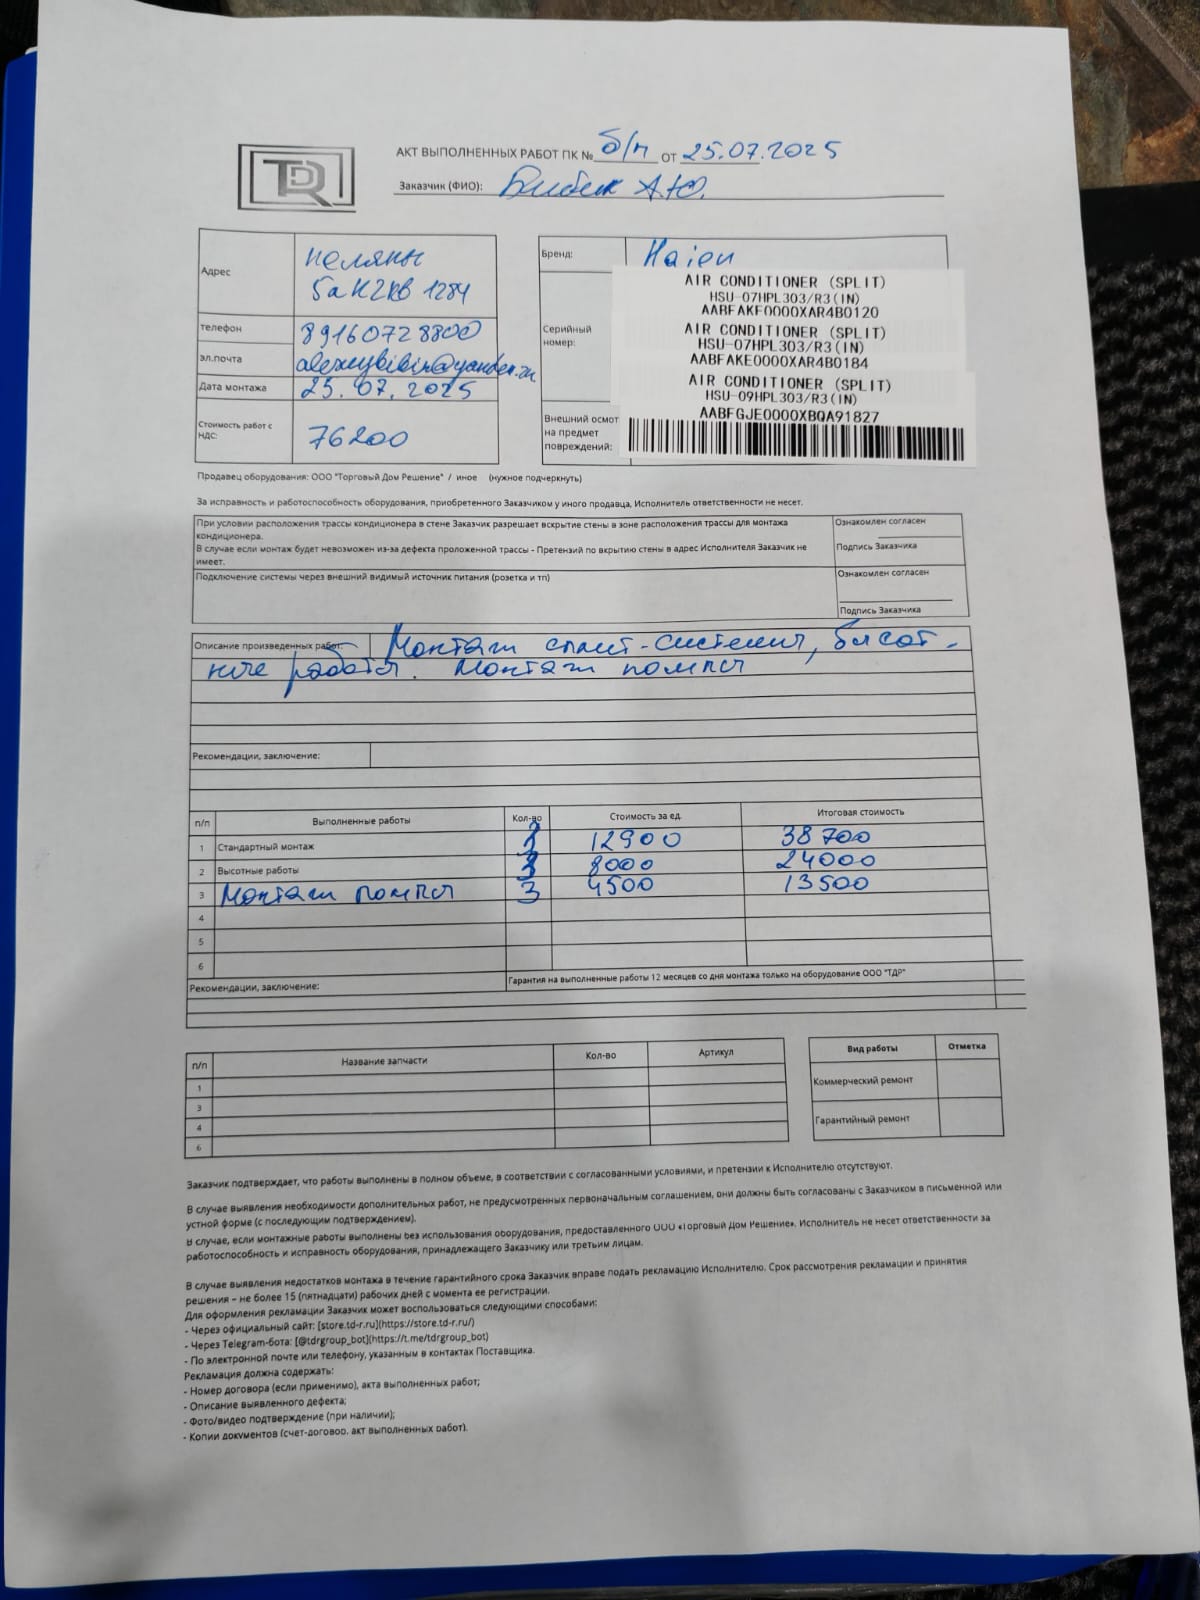 TDR
АКТ ВЫПОЛНЕННЫХ РАБОТ ПК № б/н от 25.07.2025
Заказчик (ФИО): А.Ю.
Адрес
5а К2 кв 1284
телефон 89160728800
эл.почта
Дата монтажа 25.07.2025
Стоимость работ с НДС: 76200
Бренд: Haier
Серийный номер:
AIR CONDITIONER (SPLIT)
HSU-07HPL303/R3(IN)
AABFAKE0000XAR4B0120
AIR CONDITIONER (SPLIT)
HSU-07HPL303/R3(IN)
AABFAKE0000XAR4B0184
AIR CONDITIONER (SPLIT)
HSU-09HPL303/R3(IN)
AABFGJE0000XBQA91827
Внешний осмот
на предмет
повреждений:
Продавец оборудования: ООО "Торговый Дом Решение" / иное (нужное подчеркнуть)
За исправность и работоспособность оборудования, приобретенного Заказчиком у иного продавца, Исполнитель ответственности не несет.
При условии расположения трассы кондиционера в стене Заказчик разрешает вскрытие стены в зоне расположения трассы для монтажа
кондиционера.
В случае если монтаж будет невозможен из-за дефекта проложенной трассы - Претензий по вкрытию стены в адрес Исполнителя Заказчик не
имеет.
Ознакомлен согласен
Подпись Заказчика
Подключение системы через внешний видимый источник питания (розетка и тп)
Ознакомлен согласен
Подпись Заказчика
Описание произведенных работ: Монтаж сплит-системы, высот-
ные работы. Монтаж помпы
Рекомендации, заключение:
п/п Выполненные работы Кол-во Стоимость за ед. Итоговая стоимость
1 Стандартный монтаж 3 12900 38700
2 Высотные работы 3 8000 24000
3 Монтаж помпы 3 4500 13500
4
5
6
Рекомендации, заключение: Гарантия на выполненные работы 12 месяцев со дня монтажа только на оборудование ООО "ТДР"
п/п Название запчасти Кол-во Артикул
1
3
4
6
Вид работы Отметка
Коммерческий ремонт
Гарантийный ремонт
Заказчик подтверждает, что работы выполнены в полном объеме, в соответствии с согласованными условиями, и претензии к Исполнителю отсутствуют.
В случае выявления необходимости дополнительных работ, не предусмотренных первоначальным соглашением, они должны быть согласованы с Заказчиком в письменной или
устной форме (с последующим подтверждением).
В случае, если монтажные работы выполнены без использования оборудования, предоставленного ООО «Торговый Дом Решение». Исполнитель не несет ответственности за
работоспособность и исправность оборудования, принадлежащего Заказчику или третьим лицам.
В случае выявления недостатков монтажа в течение гарантийного срока Заказчик вправе подать рекламацию Исполнителю. Срок рассмотрения рекламации и принятия
решения – не более 15 (пятнадцати) рабочих дней с момента ее регистрации.
Для оформления рекламации Заказчик может воспользоваться следующими способами:
- Через официальный сайт: [store.td-r.ru](https://store.td-r.ru/)
- Через Telegram-бота: [@tdrgroup_bot](https://t.me/tdrgroup_bot)
- По электронной почте или телефону, указанным в контактах Поставщика.
Рекламация должна содержать:
- Номер договора (если применимо), акта выполненных работ;
- Описание выявленного дефекта;
- Фото/видео подтверждение (при наличии);
- Копии документов (счет-договор, акт выполненных работ).